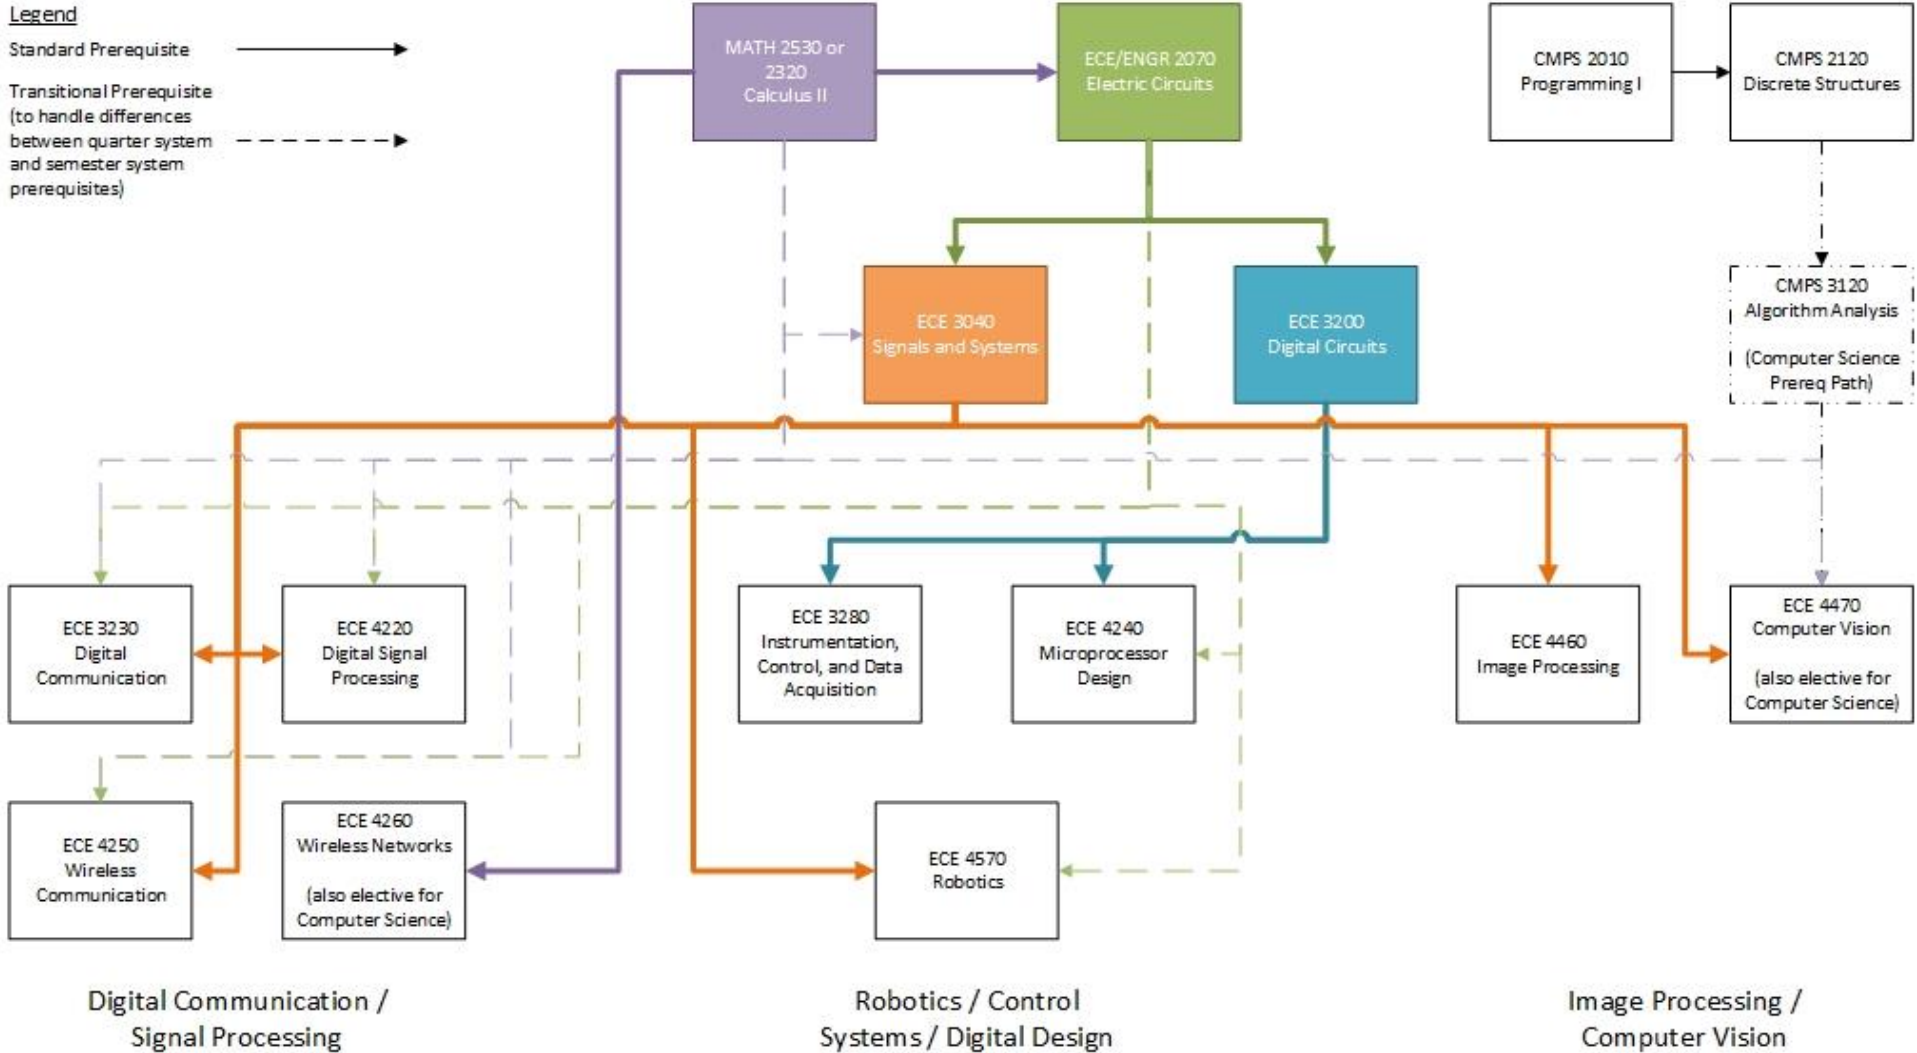 Legend
Standard Prerequisite
Transitional Prerequisite
(to handle differences
between quarter system
and semester system
prerequisites)
MATH 2530 or
2320
Calculus II
ECE/ENGR 2070
Electric Circuits
CMPS 2010
Programming I
CMPS 2120
Discrete Structures
ECE 3040
Signals and Systems
ECE 3200
Digital Circuits
CMPS 3120
Algorithm Analysis
(Computer Science
Prereq Path)
ECE 3230
Digital
Communication
ECE 4220
Digital Signal
Processing
ECE 3280
Instrumentation,
Control, and Data
Acquisition
ECE 4240
Microprocessor
Design
ECE 4460
Image Processing
ECE 4470
Computer Vision
(also elective for
Computer Science)
ECE 4250
Wireless
Communication
ECE 4260
Wireless Networks
(also elective for
Computer Science)
ECE 4570
Robotics
Digital Communication /
Signal Processing
Robotics / Control
Systems / Digital Design
Image Processing /
Computer Vision